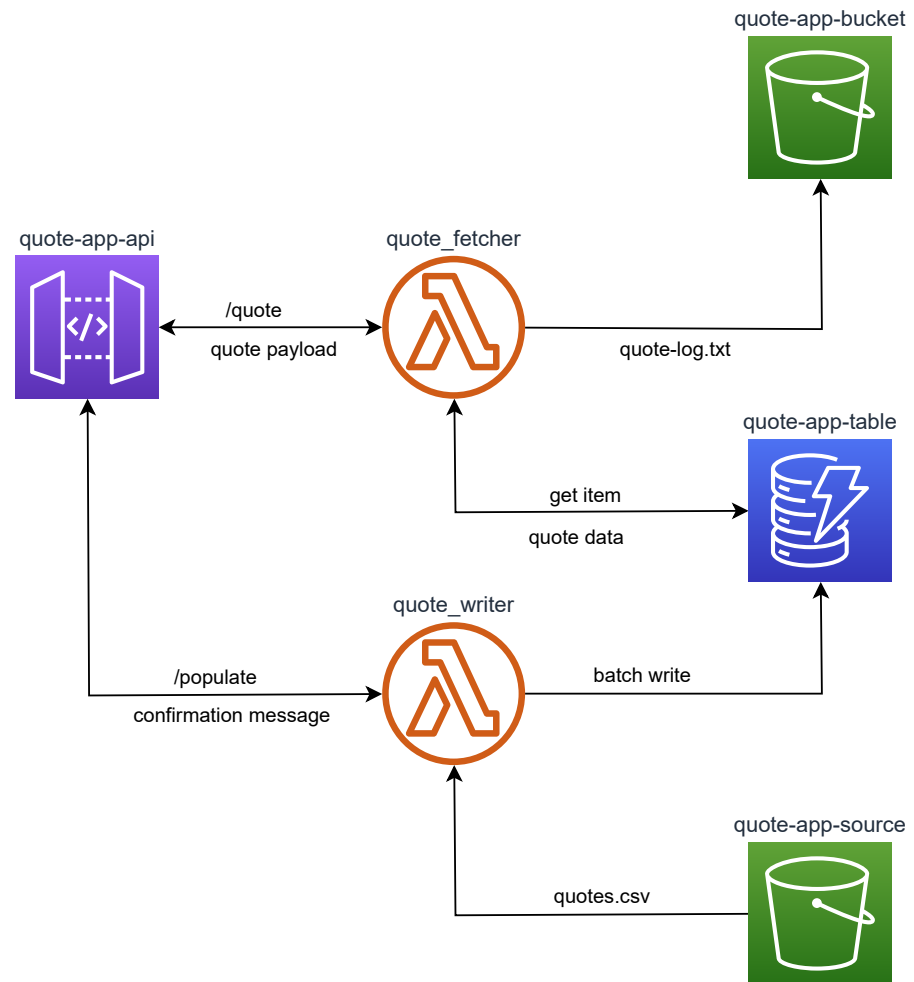 quote-app-bucket
quote-app-api
quote_fetcher
/quote
quote payload
quote-log.txt
quote-app-table
get item
quote data
quote_writer
/populate
confirmation message
batch write
quote-app-source
quotes.csv